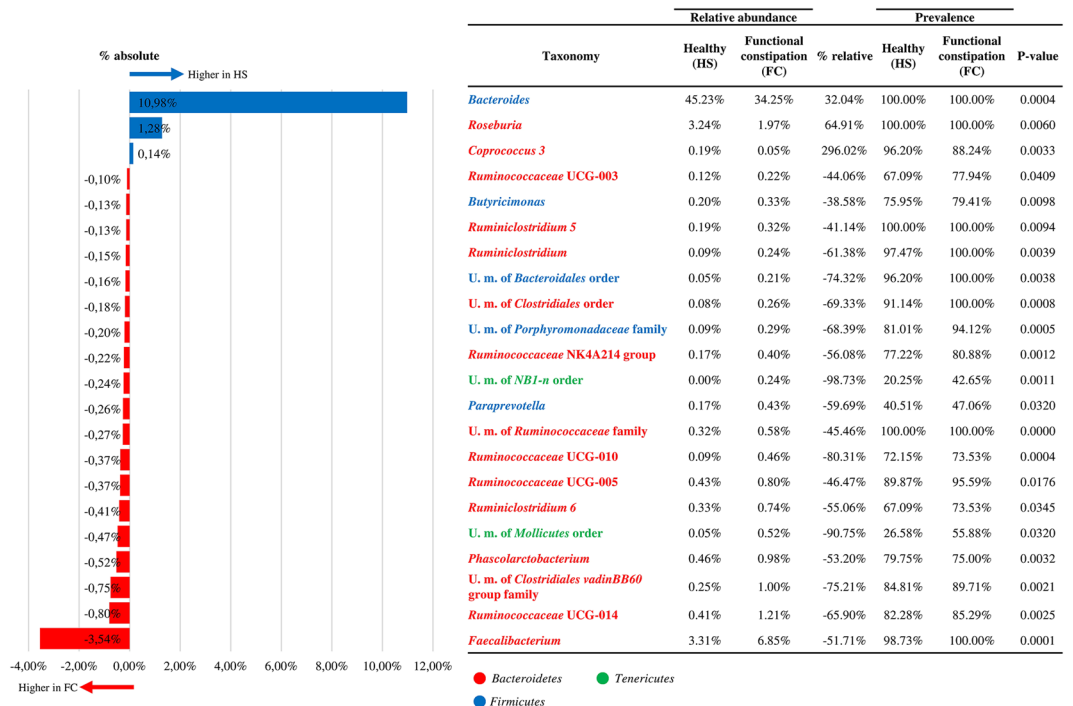 Relative abundance Prevalence
% absolute
Higher in HS
Taxonomy Healthy (HS) Functional constipation (FC) % relative Healthy (HS) Functional constipation (FC) P-value
10,98% Bacteroides 45.23% 34.25% 32.04% 100.00% 100.00% 0.0004
1,28% Roseburia 3.24% 1.97% 64.91% 100.00% 100.00% 0.0060
0,14% Coprococcus 3 0.19% 0.05% 296.02% 96.20% 88.24% 0.0033
-0,10% Ruminococcaceae UCG-003 0.12% 0.22% -44.06% 67.09% 77.94% 0.0409
-0,13% Butyricimonas 0.20% 0.33% -38.58% 75.95% 79.41% 0.0098
-0,13% Ruminiclostridium 5 0.19% 0.32% -41.14% 100.00% 100.00% 0.0094
-0,15% Ruminiclostridium 0.09% 0.24% -61.38% 97.47% 100.00% 0.0039
-0,16% U. m. of Bacteroidales order 0.05% 0.21% -74.32% 96.20% 100.00% 0.0038
-0,18% U. m. of Clostridiales order 0.08% 0.26% -69.33% 91.14% 100.00% 0.0008
-0,20% U. m. of Porphyromonadaceae family 0.09% 0.29% -68.39% 81.01% 94.12% 0.0005
-0,22% Ruminococcaceae NK4A214 group 0.17% 0.40% -56.08% 77.22% 80.88% 0.0012
-0,24% U. m. of NB1-n order 0.00% 0.24% -98.73% 20.25% 42.65% 0.0011
-0,26% Paraprevotella 0.17% 0.43% -59.69% 40.51% 47.06% 0.0320
-0,27% U. m. of Ruminococcaceae family 0.32% 0.58% -45.46% 100.00% 100.00% 0.0000
-0,37% Ruminococcaceae UCG-010 0.09% 0.46% -80.31% 72.15% 73.53% 0.0004
-0,37% Ruminococcaceae UCG-005 0.43% 0.80% -46.47% 89.87% 95.59% 0.0176
-0,41% Ruminiclostridium 6 0.33% 0.74% -55.06% 67.09% 73.53% 0.0345
-0,47% U. m. of Mollicutes order 0.05% 0.52% -90.75% 26.58% 55.88% 0.0320
-0,52% Phascolarctobacterium 0.46% 0.98% -53.20% 79.75% 75.00% 0.0032
-0,75% U. m. of Clostridiales vadinBB60 group family 0.25% 1.00% -75.21% 84.81% 89.71% 0.0021
-0,80% Ruminococcaceae UCG-014 0.41% 1.21% -65.90% 82.28% 85.29% 0.0025
-3,54% Faecalibacterium 3.31% 6.85% -51.71% 98.73% 100.00% 0.0001
-4,00% -2,00% 0,00% 2,00% 4,00% 6,00% 8,00% 10,00% 12,00%
Higher in FC
Bacteroidetes Tenericutes
Firmicutes